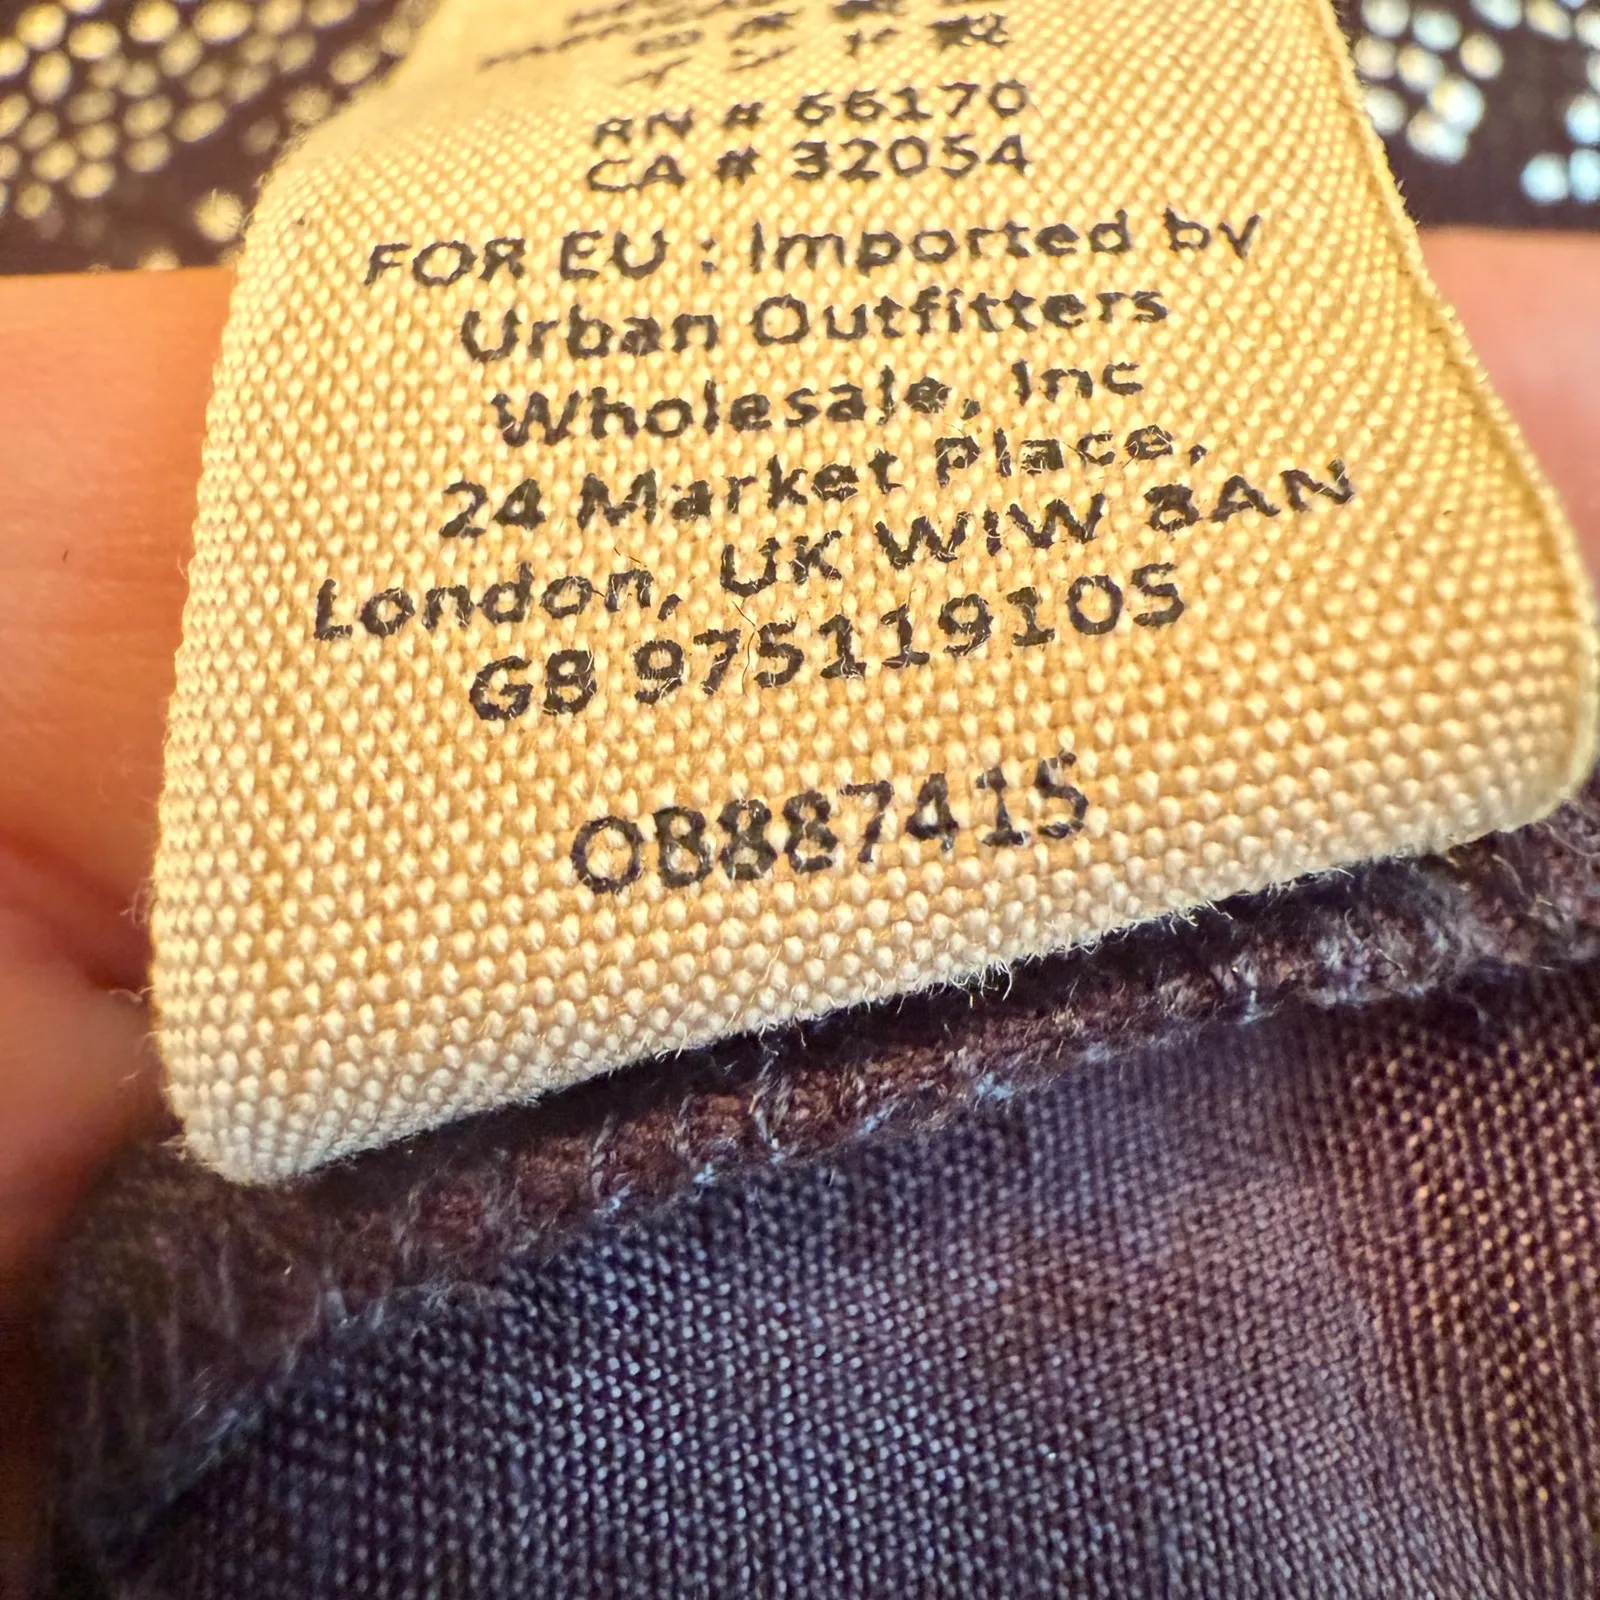 RN # 66170
CA # 32054
FOR EU : Imported by
Urban Outfitters
Wholesale, Inc
24 Market Place,
London, UK W1W 8AN
GB 975119105
OB887415